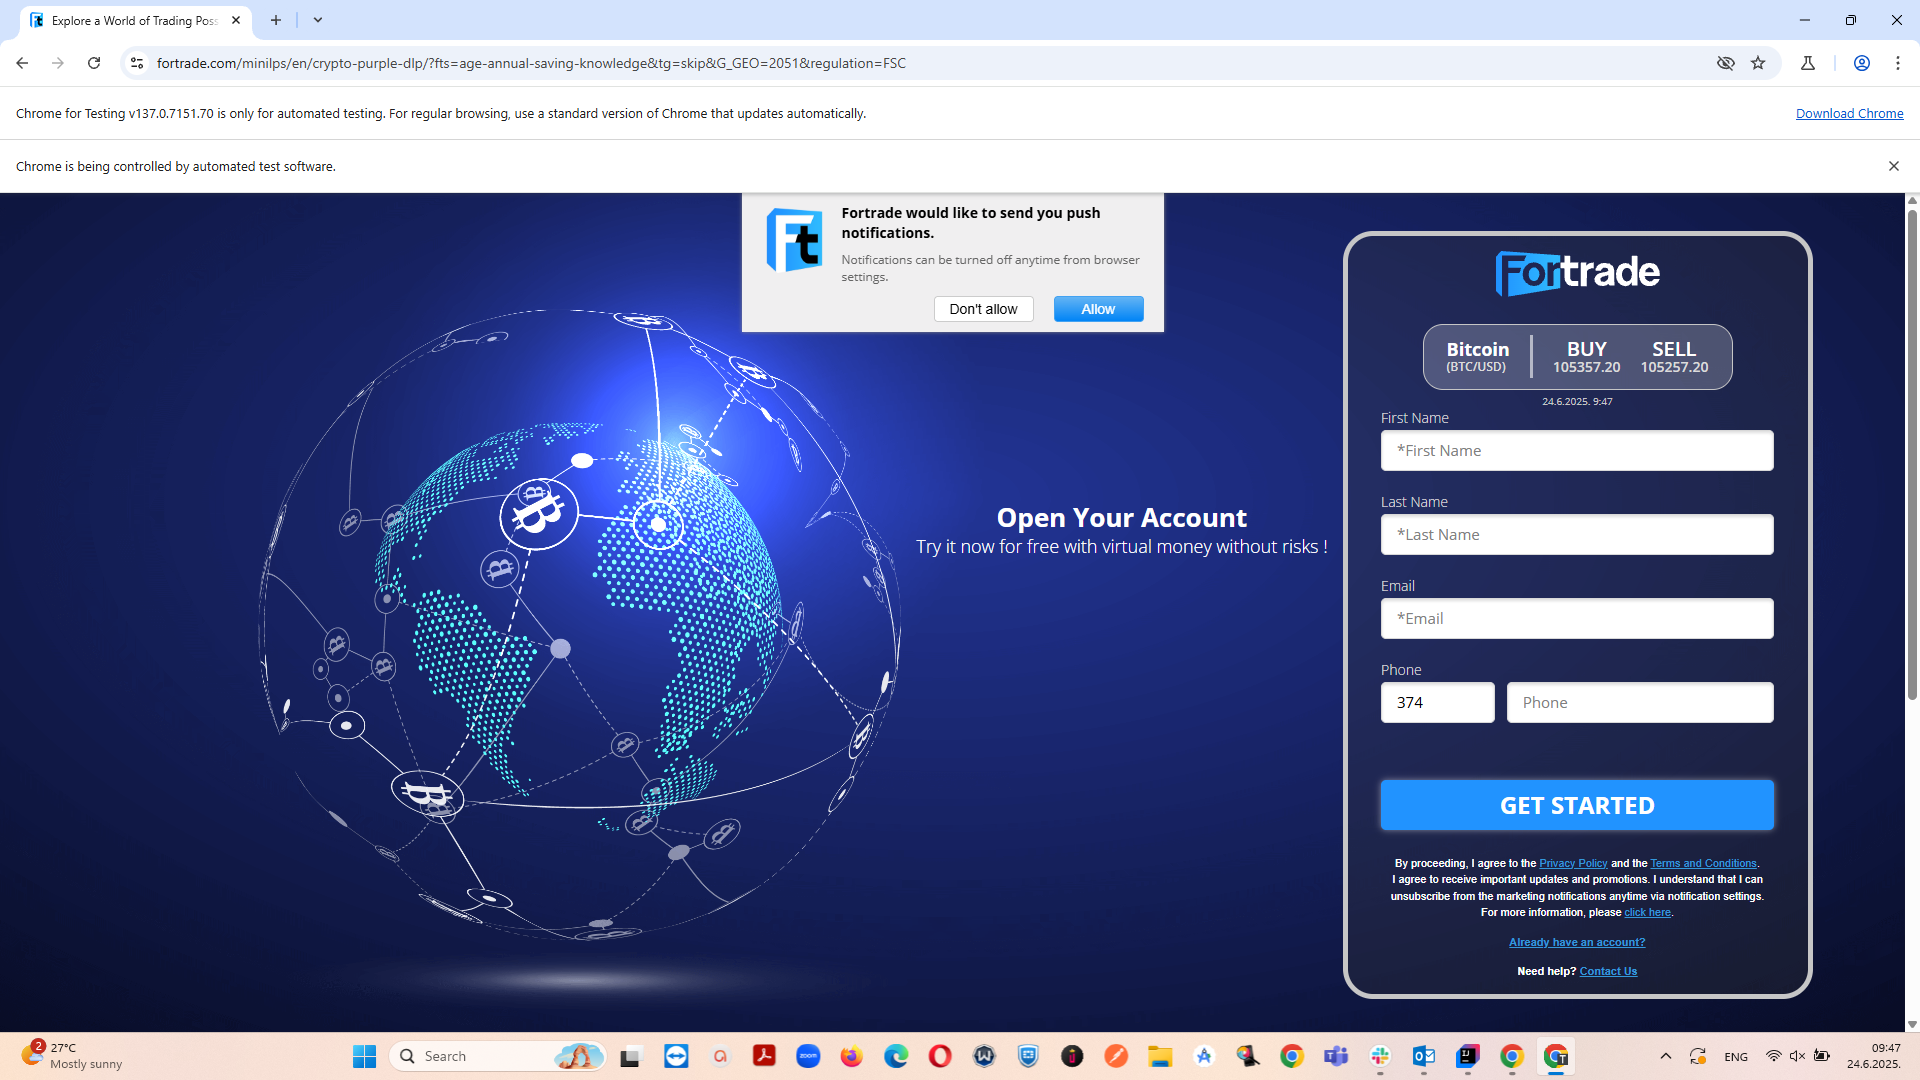 Explore a World of Trading Poss
fortrade.com/minilps/en/crypto-purple-dlp/?fts=age-annual-saving-knowledge&tg=skip&G_GEO=2051&regulation=FSC
Chrome for Testing v137.0.7151.70 is only for automated testing. For regular browsing, use a standard version of Chrome that updates automatically.
Download Chrome
Chrome is being controlled by automated test software.
Ft
Fortrade would like to send you push
notifications.
Notifications can be turned off anytime from browser
settings.
Don't allow
Allow
Open Your Account
Try it now for free with virtual money without risks !
Fortrade
Bitcoin
(BTC/USD)
BUY
105357.20
SELL
105257.20
24.6.2025. 9:47
First Name
*First Name
Last Name
*Last Name
Email
*Email
Phone
374
Phone
GET STARTED
By proceeding, I agree to the Privacy Policy and the Terms and Conditions.
I agree to receive important updates and promotions. I understand that I can
unsubscribe from the marketing notifications anytime via notification settings.
For more information, please click here.
Already have an account?
Need help? Contact Us
2
27°C
Mostly sunny
Search
zoom
ENG
09:47
24.6.2025.